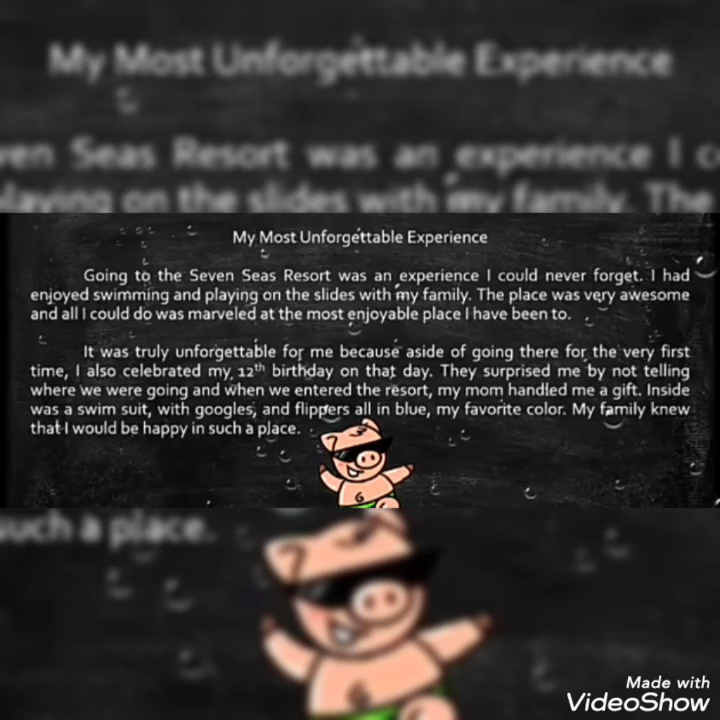 My Most Unforgettable Experience
ven Seas Resort was an experience I c
laying on the slides with my family. The
My Most Unforgettable Experience
Going to the Seven Seas Resort was an experience I could never forget. I had
enjoyed swimming and playing on the slides with my family. The place was very awesome
and all I could do was marveled at the most enjoyable place I have been to.
It was truly unforgettable for me because aside of going there for the very first
time, I also celebrated my 12th birthday on that day. They surprised me by not telling
where we were going and when we entered the resort, my mom handled me a gift. Inside
was a swim suit, with googles, and flippers all in blue, my favorite color. My family knew
that I would be happy in such a place.
such a place.
Made with
VideoShow